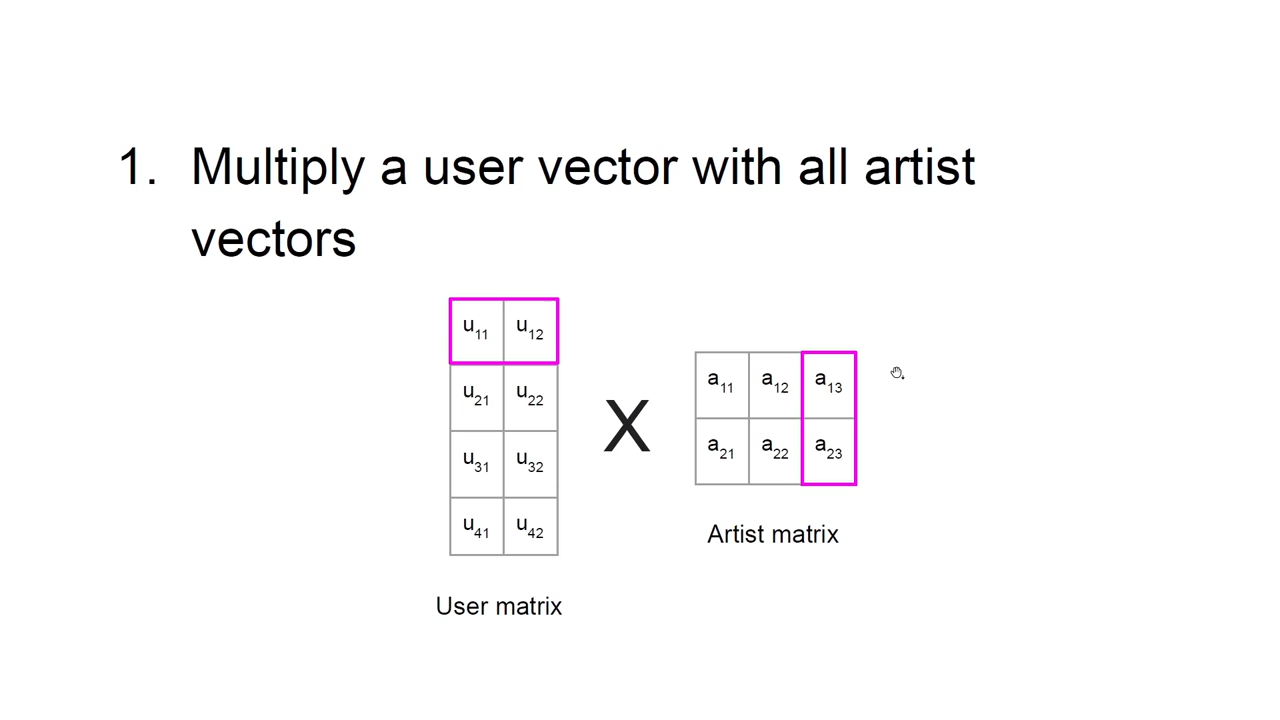 1. Multiply a user vector with all artist
vectors
u11 u12
u21 u22
u31 u32
u41 u42
X
a11 a12 a13
a21 a22 a23
Artist matrix
User matrix